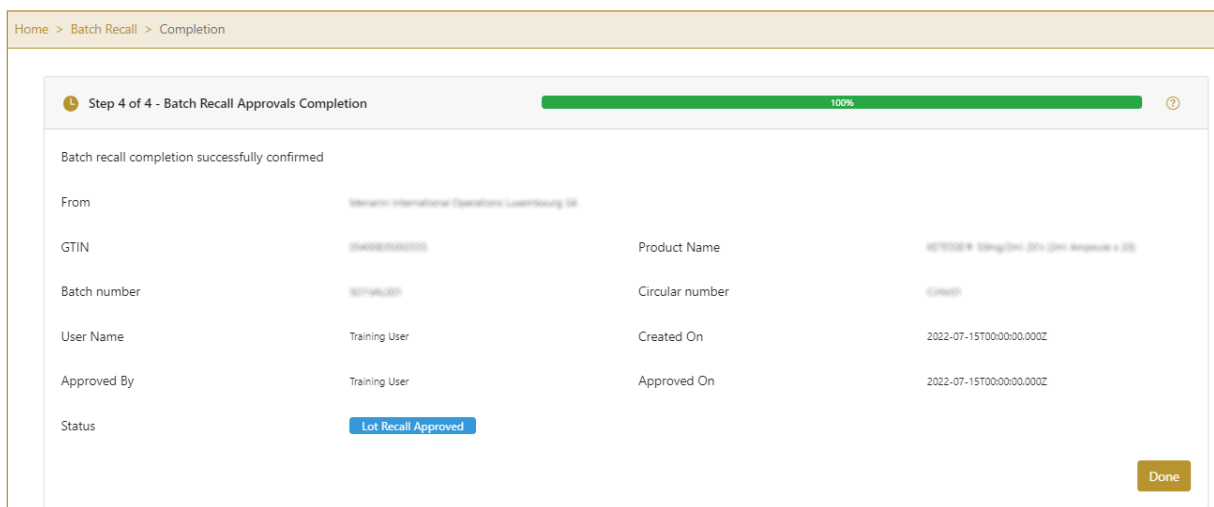 Home > Batch Recall > Completion
Step 4 of 4 - Batch Recall Approvals Completion 100%
Batch recall completion successfully confirmed
From
GTIN Product Name
Batch number Circular number
User Name Training User Created On 2022-07-15T00:00:00.000Z
Approved By Training User Approved On 2022-07-15T00:00:00.000Z
Status Lot Recall Approved
Done